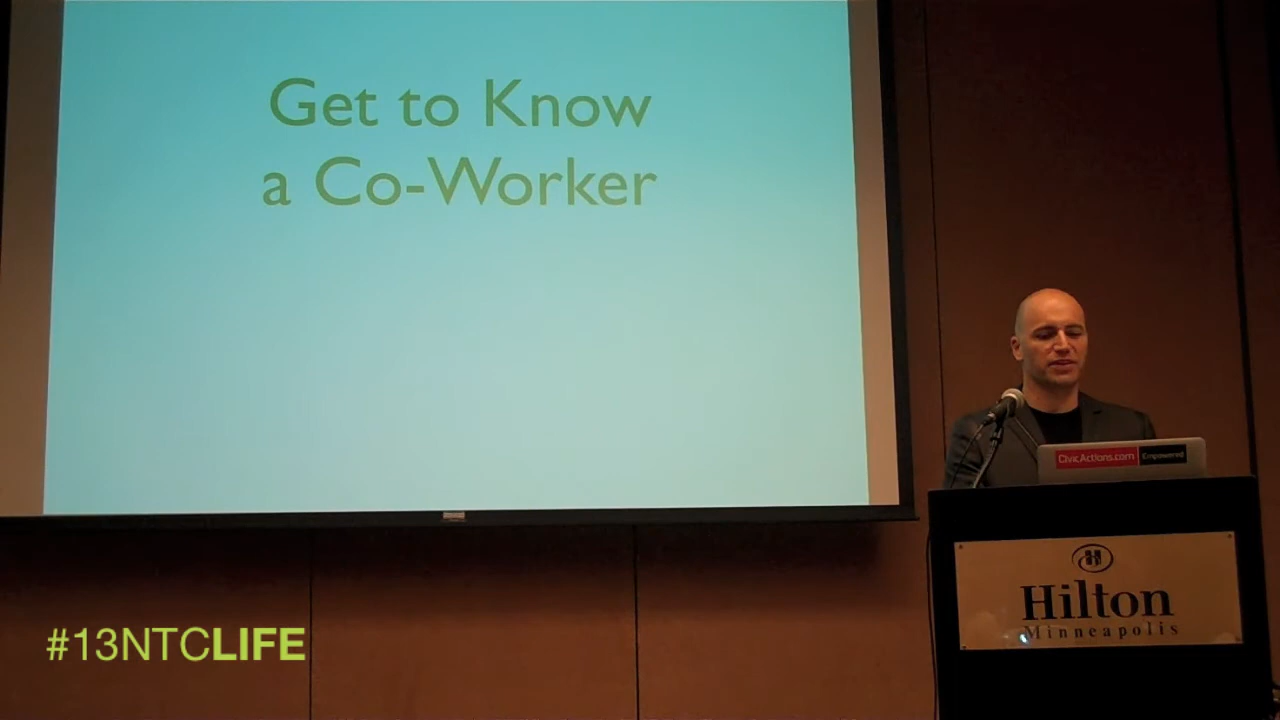 Get to Know
a Co-Worker
CivicActions.com Empowered
Hilton
Minneapolis
#13NTCLIFE